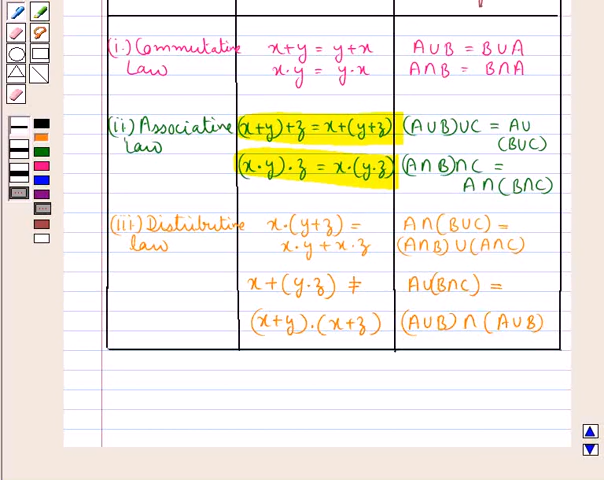 (i.) Commutative Law
x+y = y+x
x·y = y·x
A∪B = B∪A
A∩B = B∩A
(ii) Associative Law
(x+y)+z = x+(y+z)
(x·y)·z = x·(y·z)
(A∪B)∪C = A∪
(B∪C)
(A∩B)∩C =
A∩(B∩C)
(iii) Distributive law
x·(y+z) =
x·y + x·z
x+(y·z) ≠
(x+y)·(x+z)
A∩(B∪C) =
(A∩B)∪(A∩C)
A∪(B∩C) =
(A∪B)∩(A∪B)